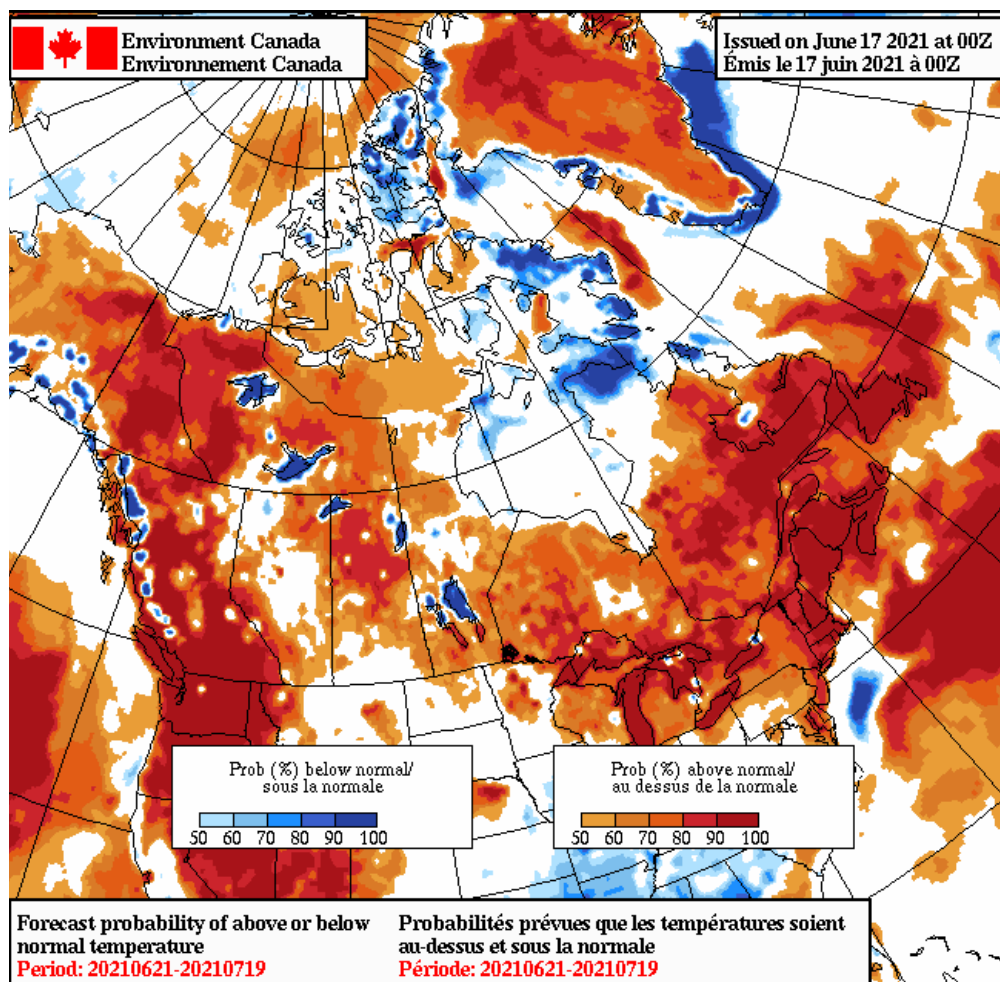 Environment Canada
Environnement Canada
Issued on June 17 2021 at 00Z
Émis le 17 juin 2021 à 00Z
Prob (%) below normal/
sous la normale
50 60 70 80 90 100
Prob (%) above normal/
au dessus de la normale
50 60 70 80 90 100
Forecast probability of above or below
normal temperature
Period: 20210621-20210719
Probabilités prévues que les températures soient
au-dessus et sous la normale
Période: 20210621-20210719